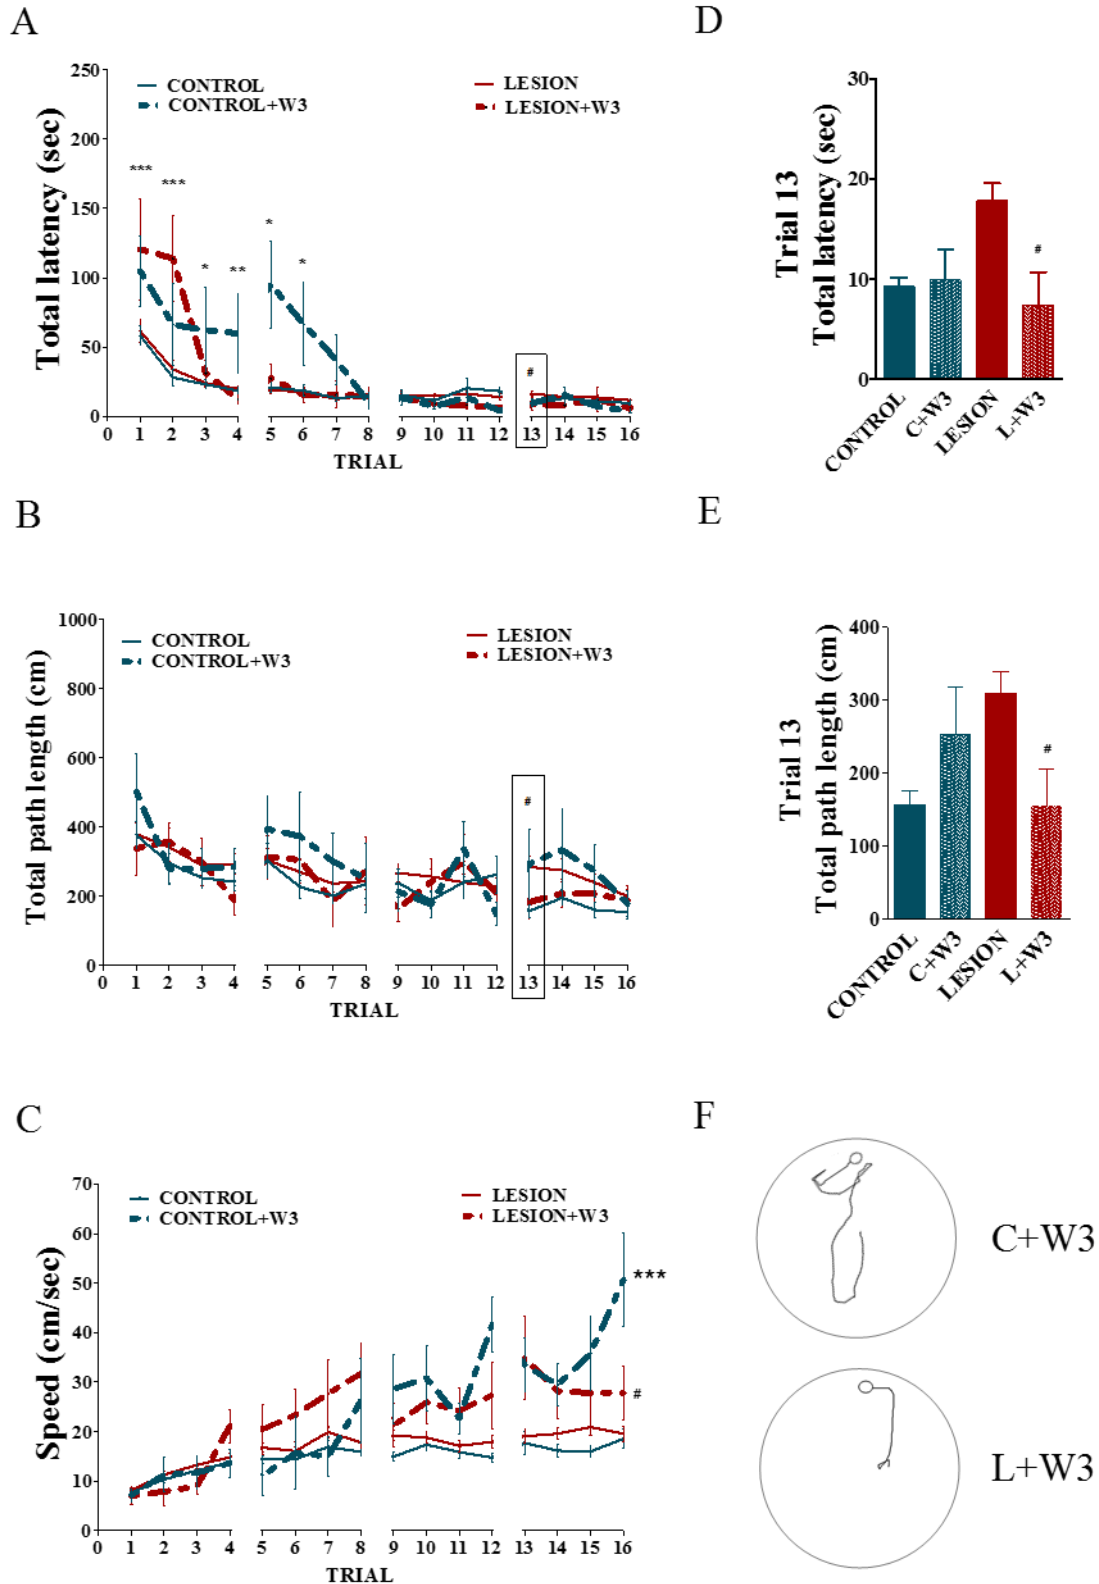 A
250
200
150
100
50
0
Total latency (sec)
CONTROL
CONTROL+W3
LESION
LESION+W3
***
***
*
**
*
*
#
0 1 2 3 4 5 6 7 8 9 10 11 12 13 14 15 16
TRIAL
D
30
20
10
0
Trial 13
Total latency (sec)
#
CONTROL
C+W3
LESION
L+W3
B
1000
800
600
400
200
0
Total path length (cm)
CONTROL
CONTROL+W3
LESION
LESION+W3
#
0 1 2 3 4 5 6 7 8 9 10 11 12 13 14 15 16
TRIAL
E
400
300
200
100
0
Trial 13
Total path length (cm)
#
CONTROL
C+W3
LESION
L+W3
C
70
60
50
40
30
20
10
0
Speed (cm/sec)
CONTROL
CONTROL+W3
LESION
LESION+W3
***
#
0 1 2 3 4 5 6 7 8 9 10 11 12 13 14 15 16
TRIAL
F
C+W3
L+W3